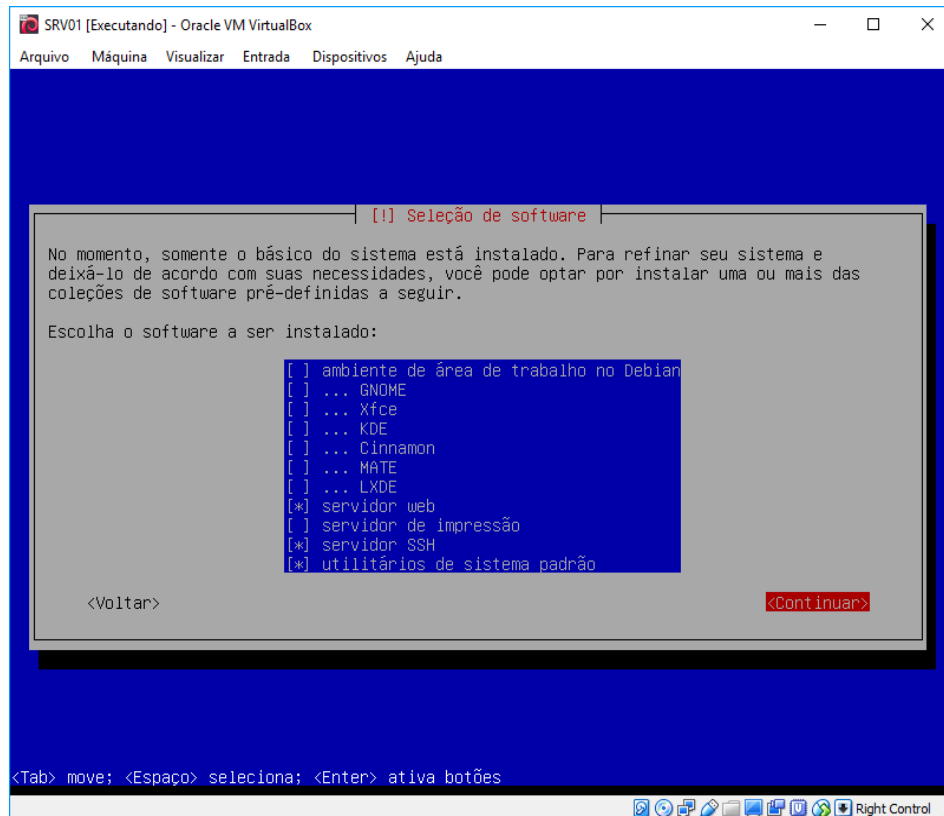 SRV01 [Executando] - Oracle VM VirtualBox
Arquivo Máquina Visualizar Entrada Dispositivos Ajuda
[!] Seleção de software
No momento, somente o básico do sistema está instalado. Para refinar seu sistema e
deixá-lo de acordo com suas necessidades, você pode optar por instalar uma ou mais das
coleções de software pré-definidas a seguir.
Escolha o software a ser instalado:
[ ] ambiente de área de trabalho no Debian
[ ] ... GNOME
[ ] ... Xfce
[ ] ... KDE
[ ] ... Cinnamon
[ ] ... MATE
[ ] ... LXDE
[*] servidor web
[ ] servidor de impressão
[*] servidor SSH
[*] utilitários de sistema padrão
<Voltar> <Continuar>
<Tab> move; <Espaço> seleciona; <Enter> ativa botões
Right Control